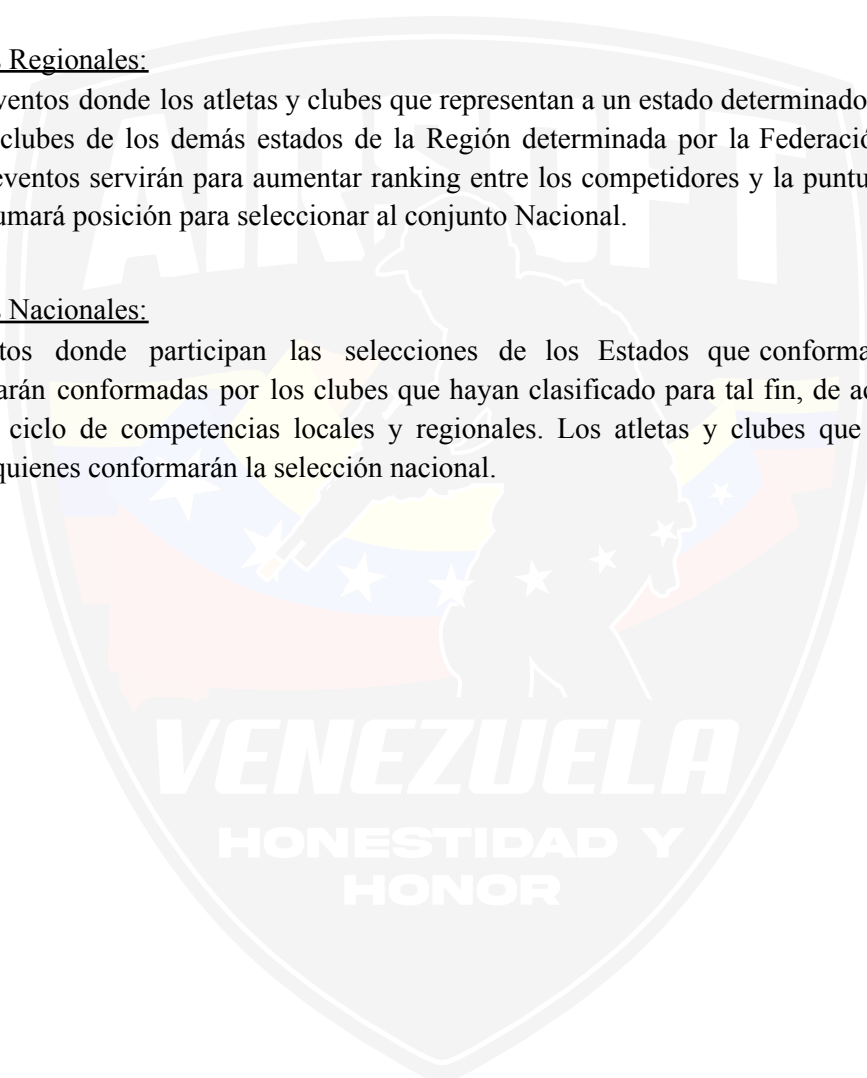 s Regionales:
ventos donde los atletas y clubes que representan a un estado determinado
clubes de los demás estados de la Región determinada por la Federació
eventos servirán para aumentar ranking entre los competidores y la puntu
umará posición para seleccionar al conjunto Nacional.
s Nacionales:
tos donde participan las selecciones de los Estados que conforma
arán conformadas por los clubes que hayan clasificado para tal fin, de a
ciclo de competencias locales y regionales. Los atletas y clubes que
quienes conformarán la selección nacional.
AIRSOFT
VENEZUELA
HONESTIDAD Y
HONOR